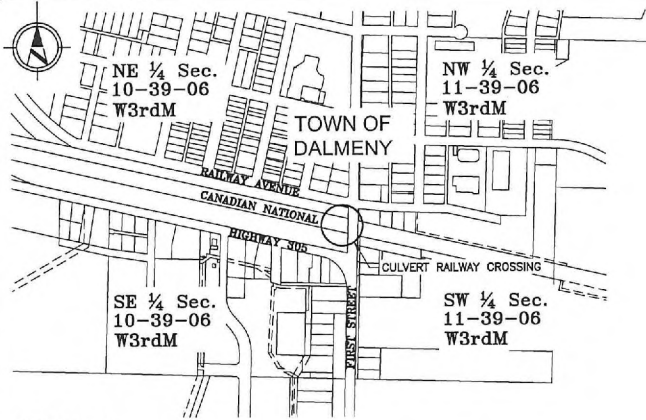 N
NE ¼ Sec.
10-39-06
W3rdM
NW ¼ Sec.
11-39-06
W3rdM
TOWN OF
DALMENY
RAILWAY AVENUE
CANADIAN NATIONAL
HIGHWAY 305
CULVERT RAILWAY CROSSING
SE ¼ Sec.
10-39-06
W3rdM
FIRST STREET
SW ¼ Sec.
11-39-06
W3rdM